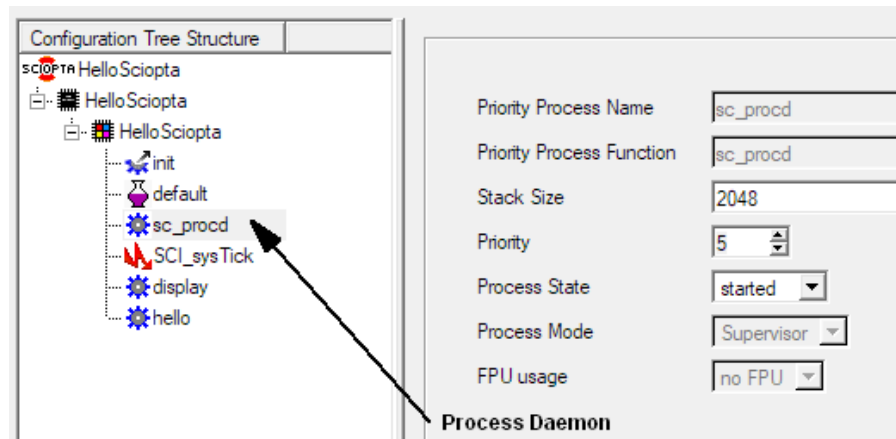 Configuration Tree Structure
SCIOPTA HelloSciopta
HelloSciopta
HelloSciopta
init
default
sc_procd
SCI_sysTick
display
hello
Priority Process Name sc_procd
Priority Process Function sc_procd
Stack Size 2048
Priority 5
Process State started
Process Mode Supervisor
FPU usage no FPU
Process Daemon